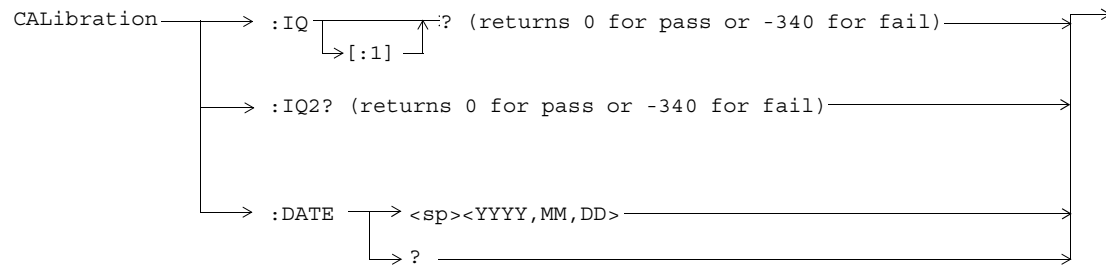 CALibration :IQ ? (returns 0 for pass or -340 for fail)
[:1]
:IQ2? (returns 0 for pass or -340 for fail)
:DATE <sp><YYYY,MM,DD>
?